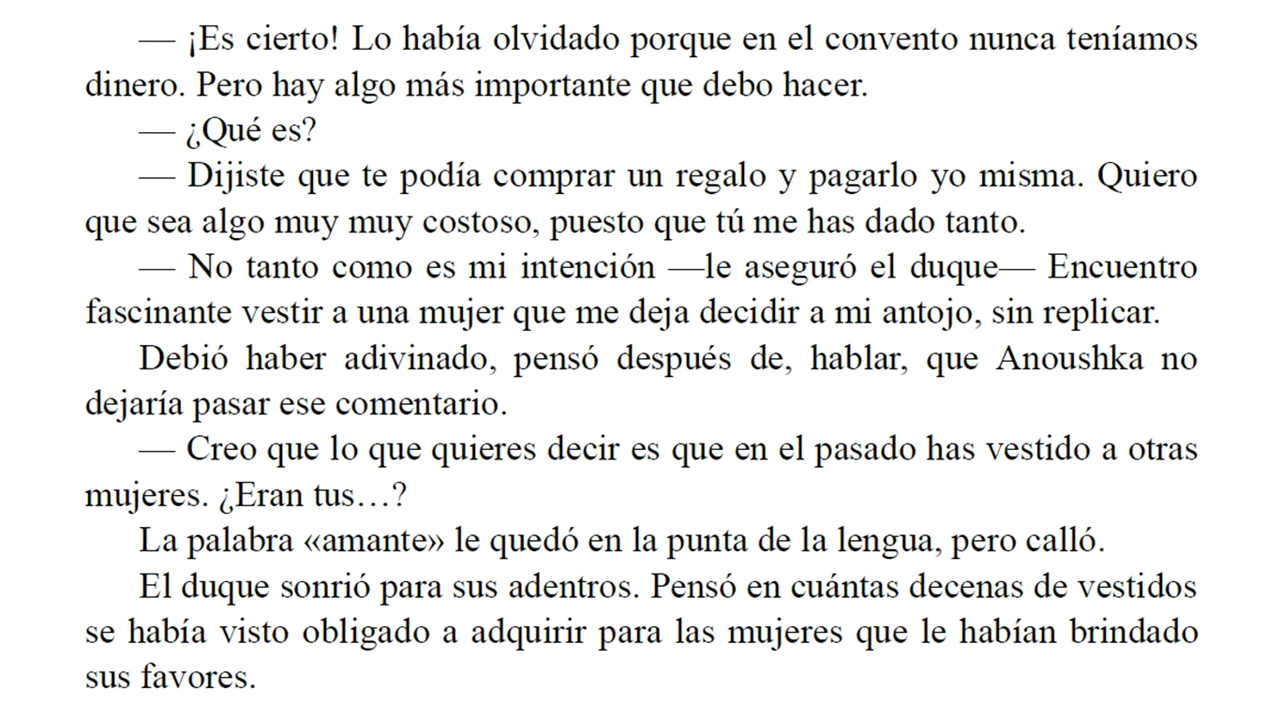 — ¡Es cierto! Lo había olvidado porque en el convento nunca teníamos
dinero. Pero hay algo más importante que debo hacer.
— ¿Qué es?
— Dijiste que te podía comprar un regalo y pagarlo yo misma. Quiero
que sea algo muy muy costoso, puesto que tú me has dado tanto.
— No tanto como es mi intención —le aseguró el duque— Encuentro
fascinante vestir a una mujer que me deja decidir a mi antojo, sin replicar.
Debió haber adivinado, pensó después de, hablar, que Anoushka no
dejaría pasar ese comentario.
— Creo que lo que quieres decir es que en el pasado has vestido a otras
mujeres. ¿Eran tus…?
La palabra «amante» le quedó en la punta de la lengua, pero calló.
El duque sonrió para sus adentros. Pensó en cuántas decenas de vestidos
se había visto obligado a adquirir para las mujeres que le habían brindado
sus favores.